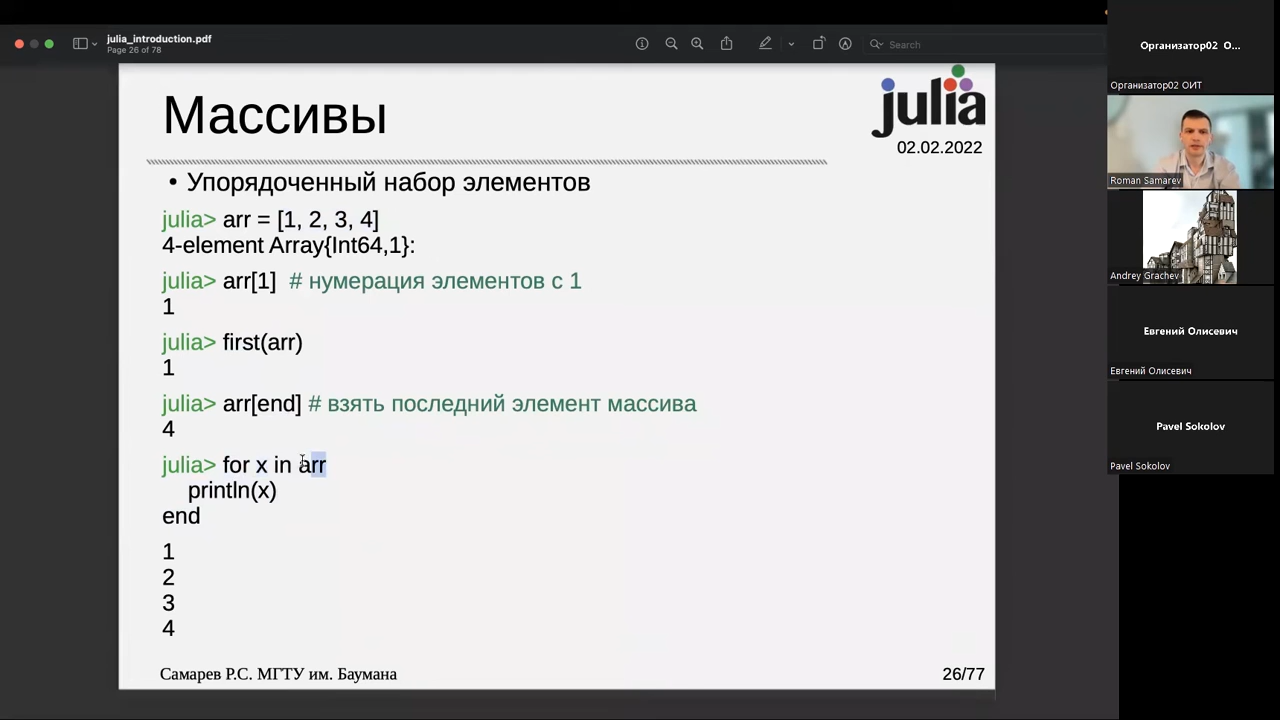 julia_introduction.pdf
Page 26 of 78
Search
Массивы
julia
02.02.2022
• Упорядоченный набор элементов
julia> arr = [1, 2, 3, 4]
4-element Array{Int64,1}:
julia> arr[1]  # нумерация элементов с 1
1
julia> first(arr)
1
julia> arr[end] # взять последний элемент массива
4
julia> for x in arr
println(x)
end
1
2
3
4
Самарев Р.С. МГТУ им. Баумана
26/77
Организатор02 О...
Организатор02 ОИТ
Roman Samarev
Andrey Grachev
Евгений Олисевич
Евгений Олисевич
Pavel Sokolov
Pavel Sokolov